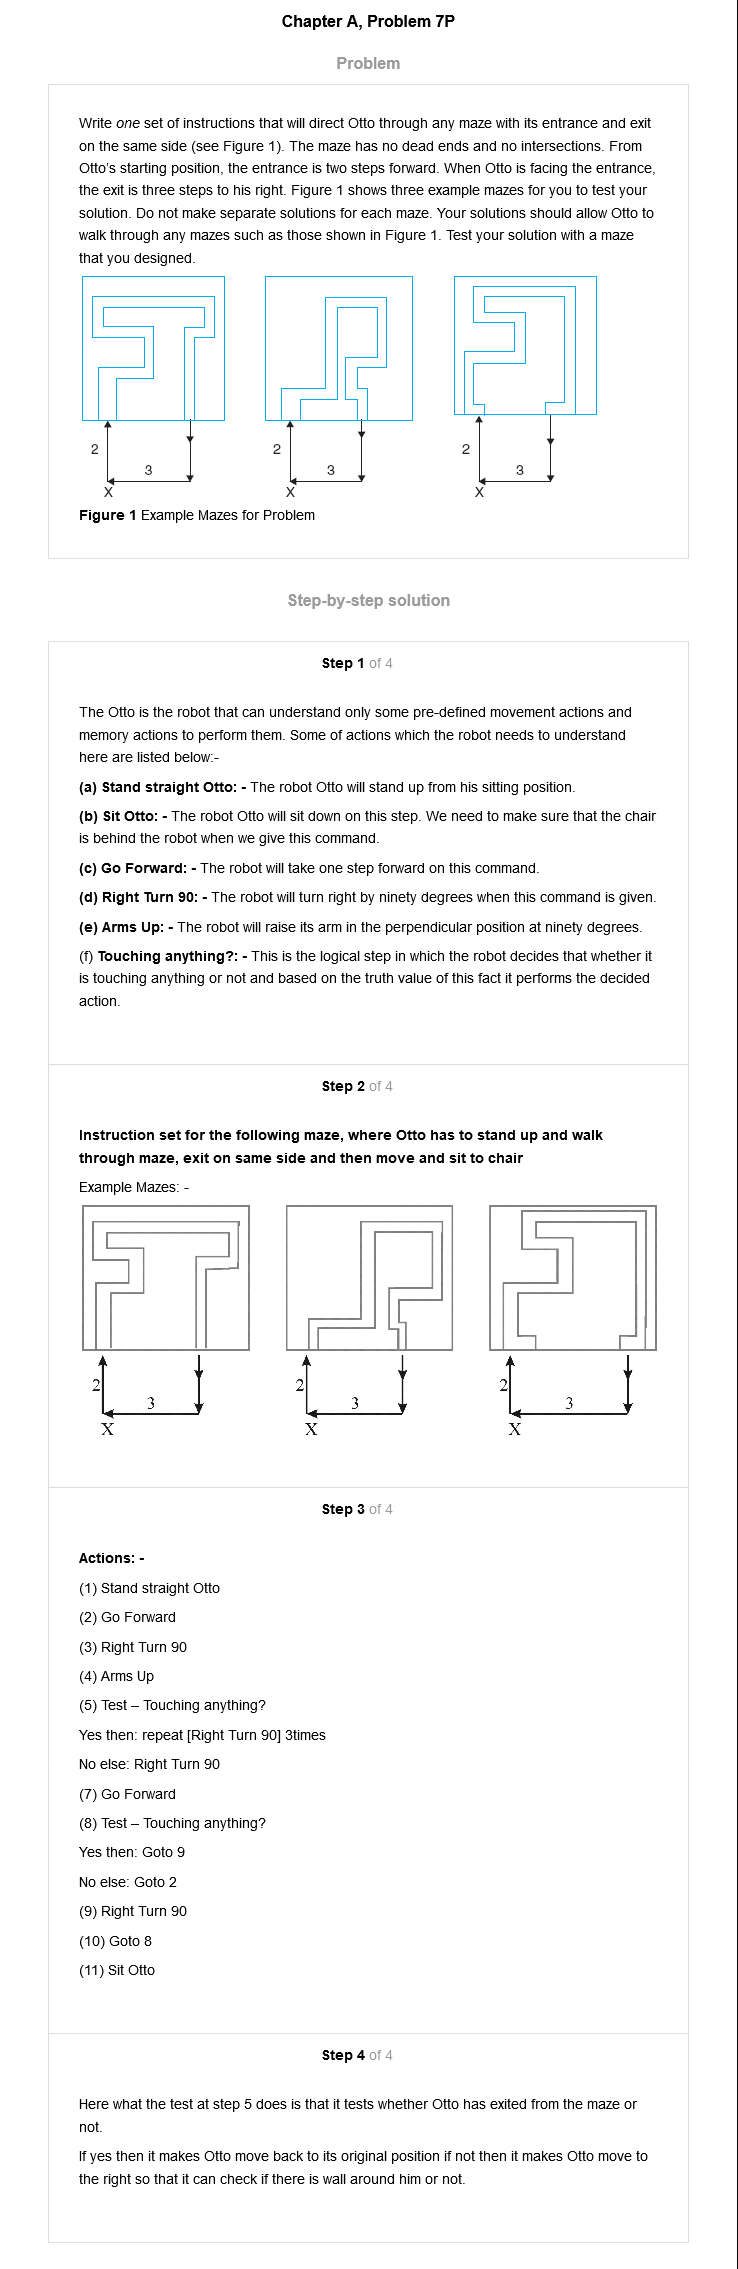 Chapter A, Problem 7P
Problem
Write one set of instructions that will direct Otto through any maze with its entrance and exit
on the same side (see Figure 1). The maze has no dead ends and no intersections. From
Otto's starting position, the entrance is two steps forward. When Otto is facing the entrance,
the exit is three steps to his right. Figure 1 shows three example mazes for you to test your
solution. Do not make separate solutions for each maze. Your solutions should allow Otto to
walk through any mazes such as those shown in Figure 1. Test your solution with a maze
that you designed.
2 3 X 2 3 X 2 3 X
Figure 1 Example Mazes for Problem
Step-by-step solution
Step 1 of 4
The Otto is the robot that can understand only some pre-defined movement actions and
memory actions to perform them. Some of actions which the robot needs to understand
here are listed below:-
(a) Stand straight Otto: - The robot Otto will stand up from his sitting position.
(b) Sit Otto: - The robot Otto will sit down on this step. We need to make sure that the chair
is behind the robot when we give this command.
(c) Go Forward: - The robot will take one step forward on this command.
(d) Right Turn 90: - The robot will turn right by ninety degrees when this command is given.
(e) Arms Up: - The robot will raise its arm in the perpendicular position at ninety degrees.
(f) Touching anything?: - This is the logical step in which the robot decides that whether it
is touching anything or not and based on the truth value of this fact it performs the decided
action.
Step 2 of 4
Instruction set for the following maze, where Otto has to stand up and walk
through maze, exit on same side and then move and sit to chair
Example Mazes: -
2 3 X 2 3 X 2 3 X
Step 3 of 4
Actions: -
(1) Stand straight Otto
(2) Go Forward
(3) Right Turn 90
(4) Arms Up
(5) Test – Touching anything?
Yes then: repeat [Right Turn 90] 3times
No else: Right Turn 90
(7) Go Forward
(8) Test – Touching anything?
Yes then: Goto 9
No else: Goto 2
(9) Right Turn 90
(10) Goto 8
(11) Sit Otto
Step 4 of 4
Here what the test at step 5 does is that it tests whether Otto has exited from the maze or
not.
If yes then it makes Otto move back to its original position if not then it makes Otto move to
the right so that it can check if there is wall around him or not.